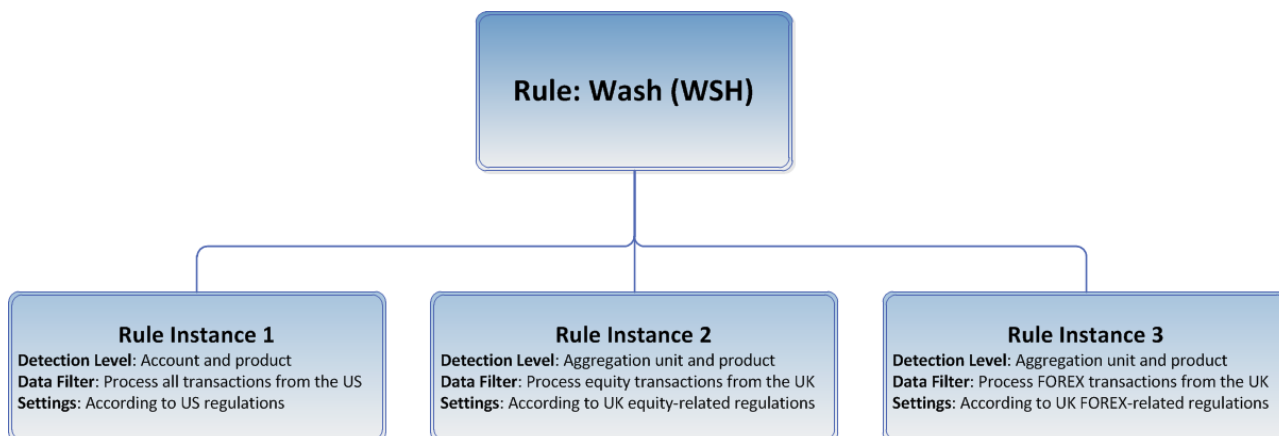 Rule: Wash (WSH)
Rule Instance 1
Detection Level: Account and product
Data Filter: Process all transactions from the US
Settings: According to US regulations
Rule Instance 2
Detection Level: Aggregation unit and product
Data Filter: Process equity transactions from the UK
Settings: According to UK equity-related regulations
Rule Instance 3
Detection Level: Aggregation unit and product
Data Filter: Process FOREX transactions from the UK
Settings: According to UK FOREX-related regulations